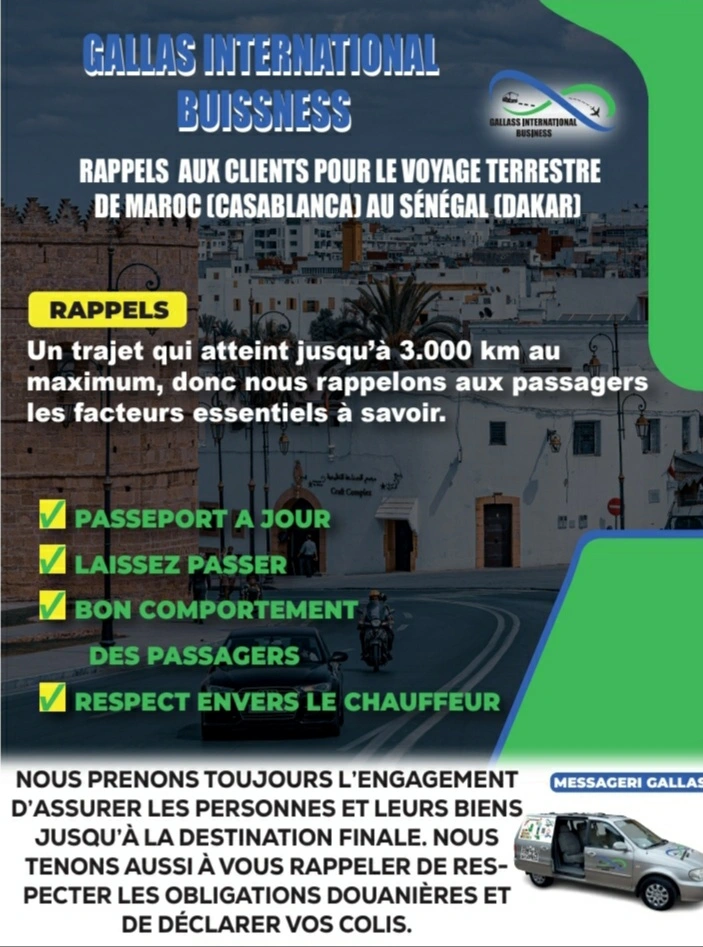 GALLAS INTERNATIONAL
BUISSNESS
GALLASS INTERNATIONAL
BUSINESS
RAPPELS AUX CLIENTS POUR LE VOYAGE TERRESTRE
DE MAROC (CASABLANCA) AU SÉNÉGAL (DAKAR)
RAPPELS
Un trajet qui atteint jusqu'à 3.000 km au
maximum, donc nous rappelons aux passagers
les facteurs essentiels à savoir.
Craft Complex
PASSEPORT A JOUR
LAISSEZ PASSER
BON COMPORTEMENT
DES PASSAGERS
RESPECT ENVERS LE CHAUFFEUR
NOUS PRENONS TOUJOURS L'ENGAGEMENT
D'ASSURER LES PERSONNES ET LEURS BIENS
JUSQU'À LA DESTINATION FINALE. NOUS
TENONS AUSSI À VOUS RAPPELER DE RES-
PECTER LES OBLIGATIONS DOUANIÈRES ET
DE DÉCLARER VOS COLIS.
MESSAGERI GALLAS